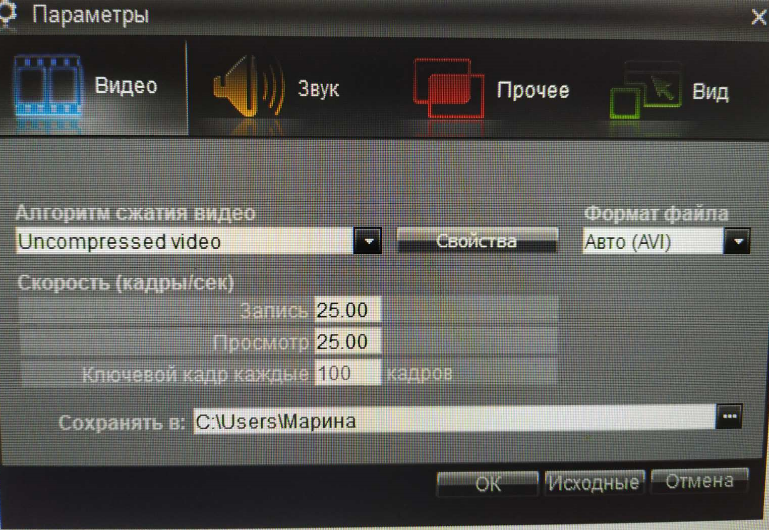 Параметры
Видео
Звук
Прочее
Вид
Алгоритм сжатия видео
Формат файла
Uncompressed video
Свойства
Авто (AVI)
Скорость (кадры/сек)
Запись 25.00
Просмотр 25.00
Ключевой кадр каждые 100 кадров
Сохранять в: C:\Users\Марина
OK
Исходные
Отмена